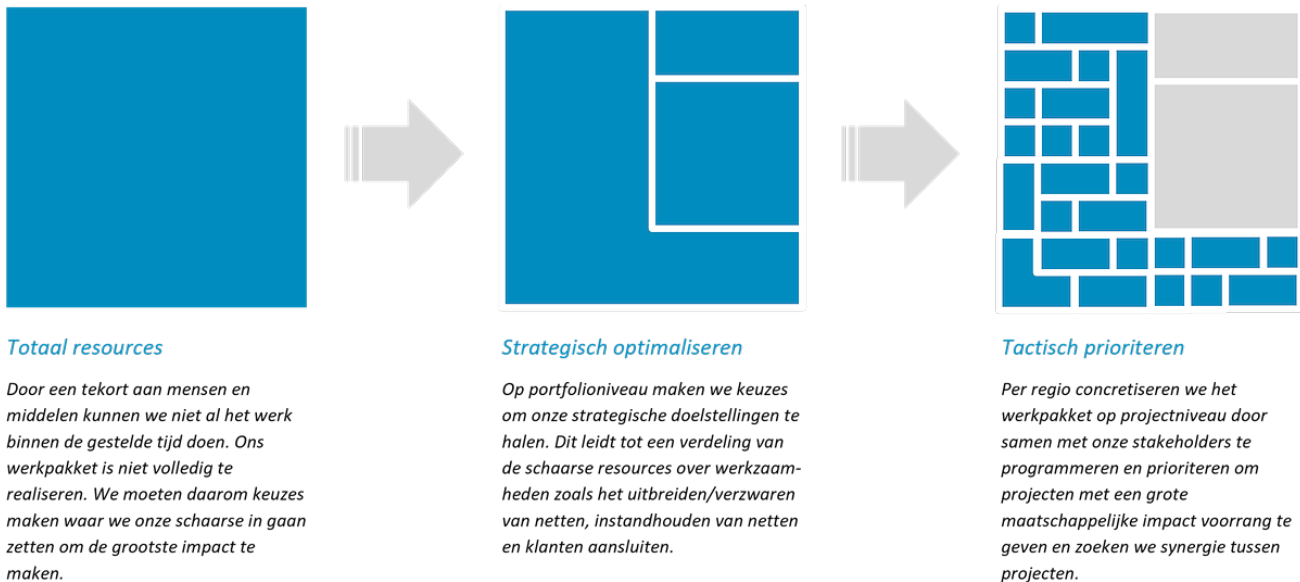 Totaal resources
Door een tekort aan mensen en
middelen kunnen we niet al het werk
binnen de gestelde tijd doen. Ons
werkpakket is niet volledig te
realiseren. We moeten daarom keuzes
maken waar we onze schaarse in gaan
zetten om de grootste impact te
maken.
Strategisch optimaliseren
Op portfolioniveau maken we keuzes
om onze strategische doelstellingen te
halen. Dit leidt tot een verdeling van
de schaarse resources over werkzaam-
heden zoals het uitbreiden/verzwaren
van netten, instandhouden van netten
en klanten aansluiten.
Tactisch prioriteren
Per regio concretiseren we het
werkpakket op projectniveau door
samen met onze stakeholders te
programmeren en prioriteren om
projecten met een grote
maatschappelijke impact voorrang te
geven en zoeken we synergie tussen
projecten.